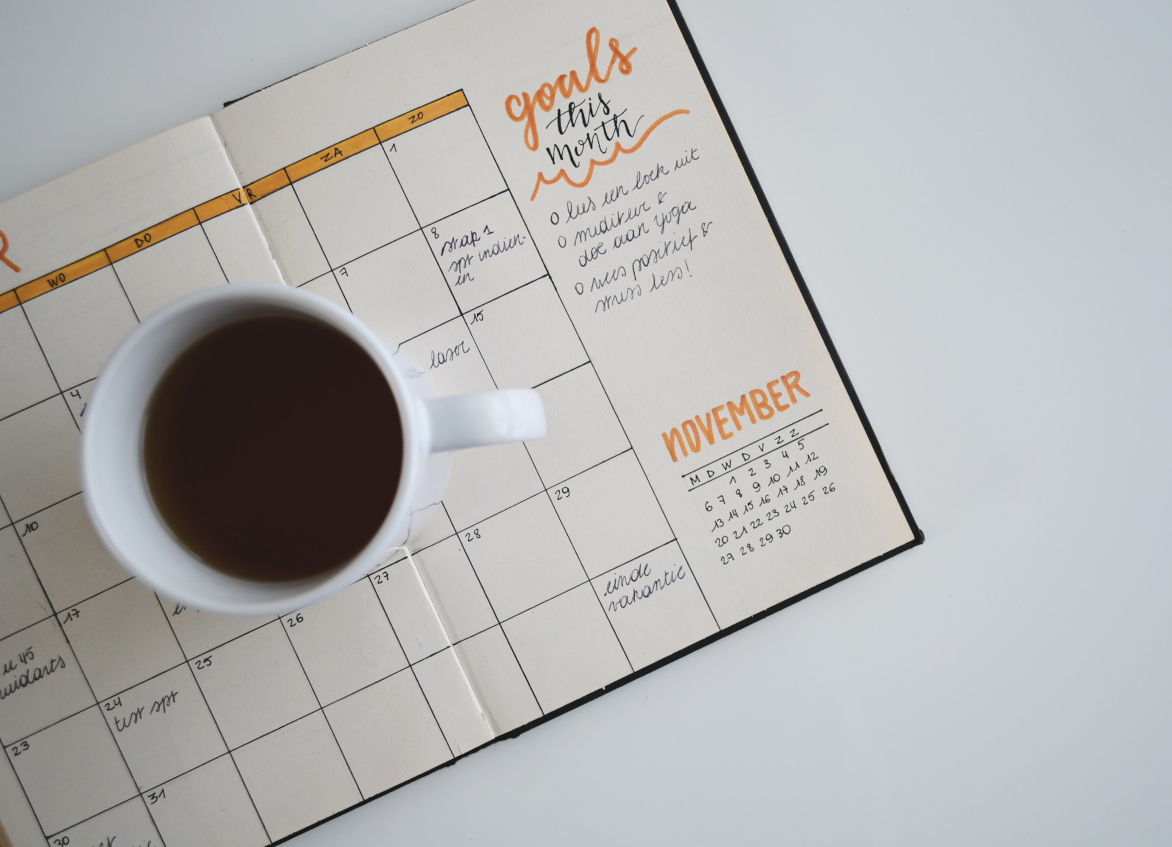 R
WO DO VR ZA ZO
1
4 7 8
stap 1
spt indien-
en
10 15
laser
17
u 45
23 24 25 26 27 28 29
test spt
einde
vakantie
30 31
goals
this
month
o lees een boek uit
o mediteer &
doe aan yoga
o wees positief &
stress less!
NOVEMBER
M D W D V Z Z
1 2 3 4 5
6 7 8 9 10 11 12
13 14 15 16 17 18 19
20 21 22 23 24 25 26
27 28 29 30